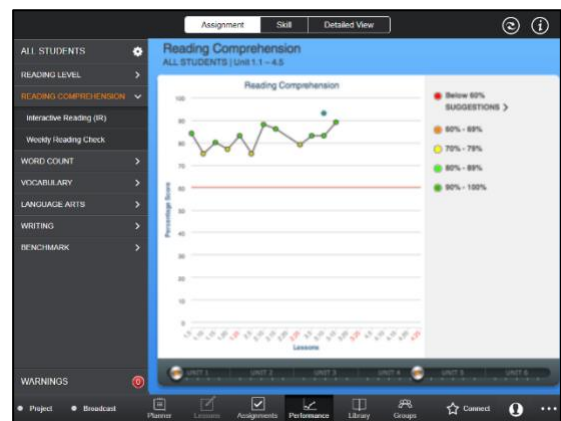 Assignment Skill Detailed View
ALL STUDENTS
READING LEVEL
READING COMPREHENSION
Interactive Reading (IR)
Weekly Reading Check
WORD COUNT
VOCABULARY
LANGUAGE ARTS
WRITING
BENCHMARK
WARNINGS 0
Reading Comprehension
ALL STUDENTS | Unit 1.1 – 4.5
Reading Comprehension
Percentage Score
100
90
80
70
60
50
40
30
20
10
0
Lessons
Below 60%
SUGGESTIONS
60% - 69%
70% - 79%
80% - 89%
90% - 100%
UNIT 1 UNIT 2 UNIT 3 UNIT 4 UNIT 5 UNIT 6
Project Broadcast Planner Lessons Assignments Performance Library Groups Connect